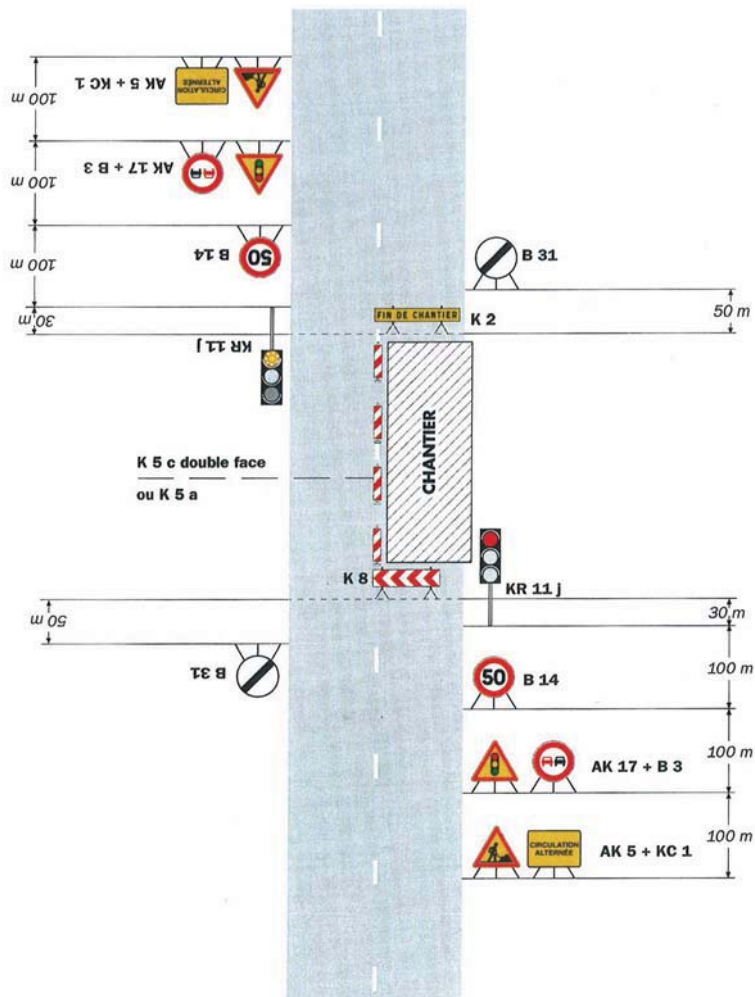 100 m
CIRCULATION
ALTERNÉE
AK 5 + KC 1
100 m
AK 17 + B 3
100 m
50
B 14
B 31
30 m
KR 11 j
FIN DE CHANTIER
K 2
50 m
CHANTIER
K 5 c double face
ou K 5 a
K 8
KR 11 j
50 m
30 m
B 31
50
B 14
100 m
AK 17 + B 3
100 m
CIRCULATION
ALTERNÉE
AK 5 + KC 1
100 m